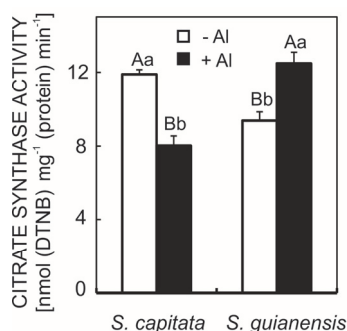 CITRATE SYNTHASE ACTIVITY
[nmol (DTNB) mg⁻¹ (protein) min⁻¹]
- Al
+ Al
12
8
4
0
Aa
Bb
Bb
Aa
S. capitata
S. guianensis